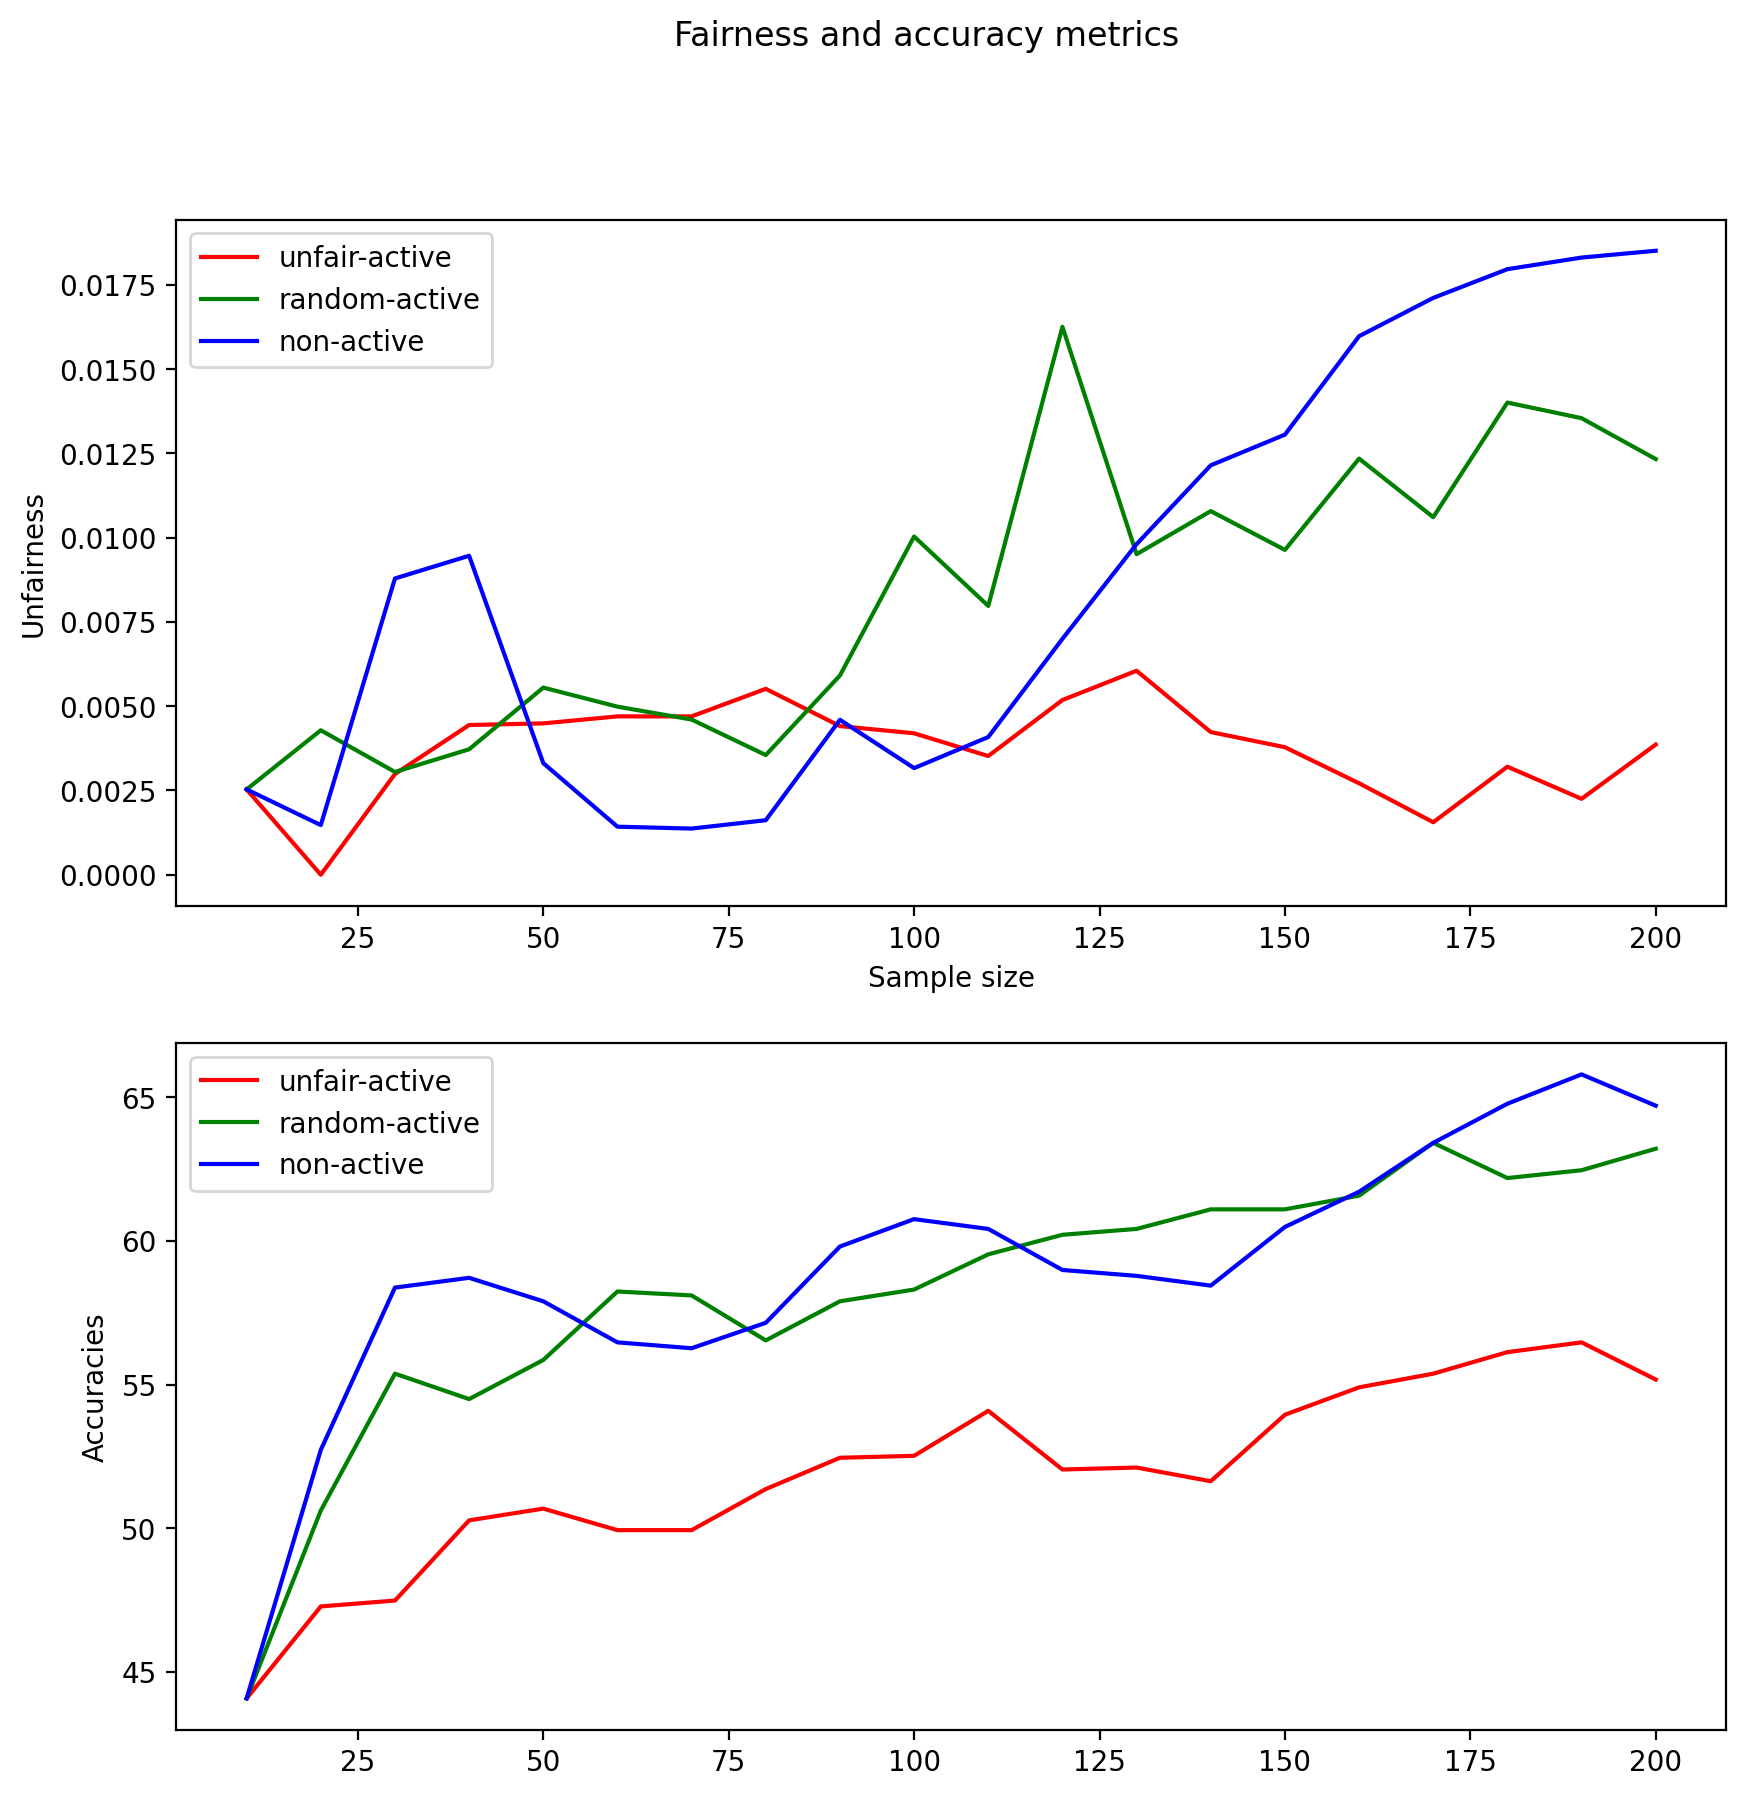 Fairness and accuracy metrics
unfair-active
random-active
non-active
0.0175
0.0150
0.0125
0.0100
0.0075
0.0050
0.0025
0.0000
Unfairness
25 50 75 100 125 150 175 200
Sample size
unfair-active
random-active
non-active
65
60
55
50
45
Accuracies
25 50 75 100 125 150 175 200